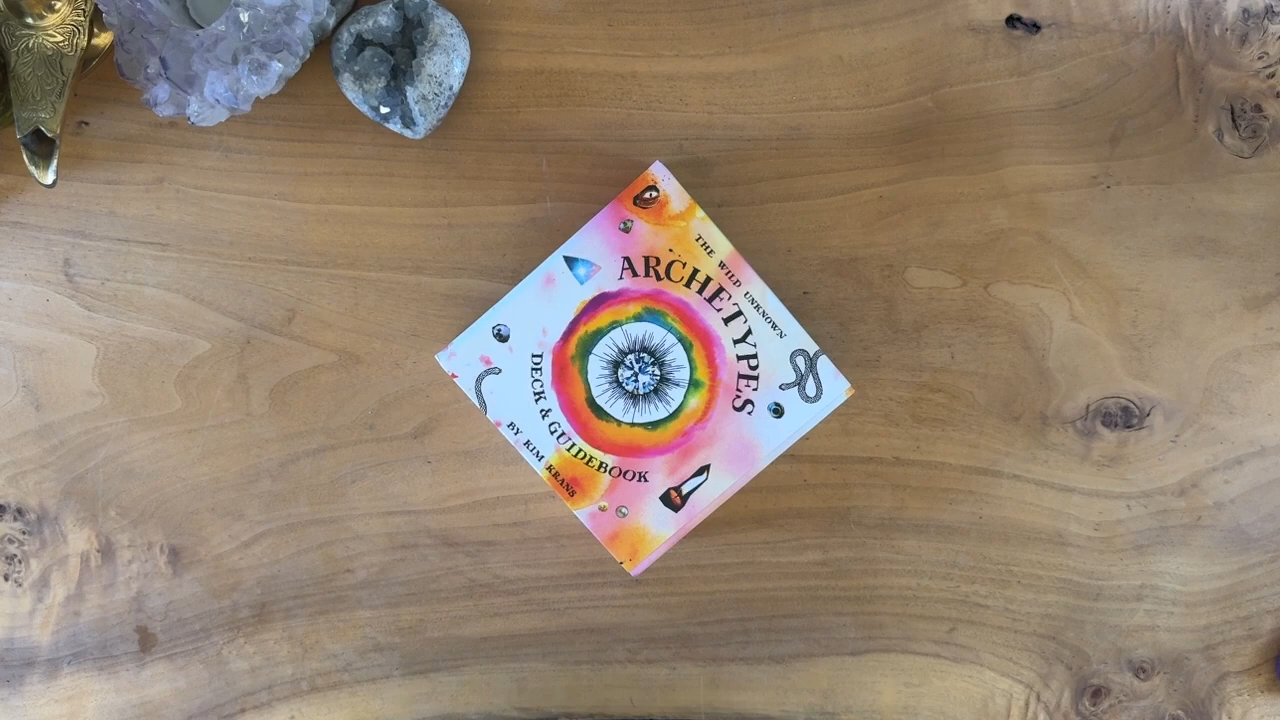 THE WILD UNKNOWN
ARCHETYPES
DECK & GUIDEBOOK
BY KIM KRANS